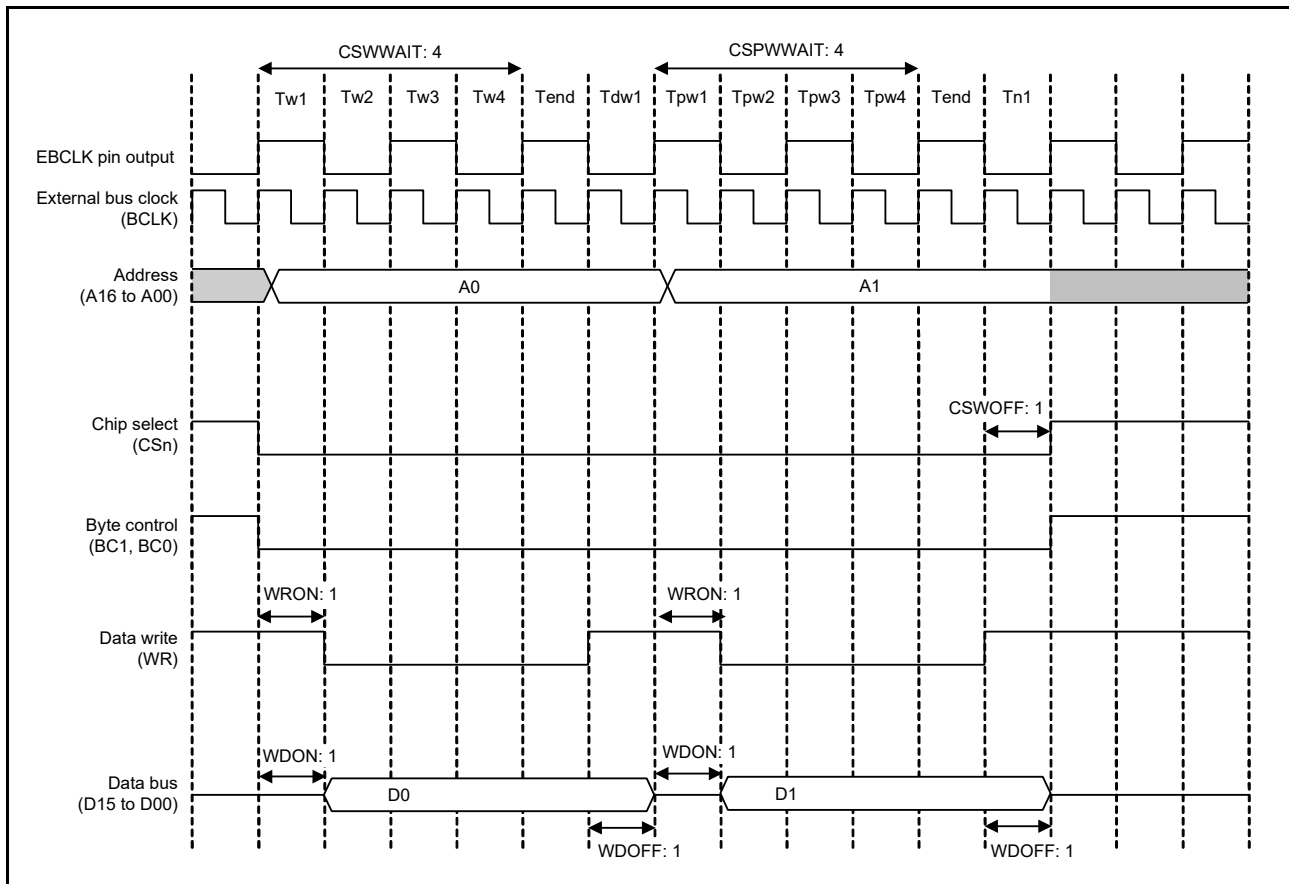 CSWWAIT: 4 CSPWWAIT: 4
Tw1 Tw2 Tw3 Tw4 Tend Tdw1 Tpw1 Tpw2 Tpw3 Tpw4 Tend Tn1
EBCLK pin output
External bus clock
(BCLK)
Address
(A16 to A00)
A0 A1
CSWOFF: 1
Chip select
(CSn)
Byte control
(BC1, BC0)
WRON: 1 WRON: 1
Data write
(WR)
WDON: 1 WDON: 1
Data bus
(D15 to D00)
D0 D1
WDOFF: 1 WDOFF: 1